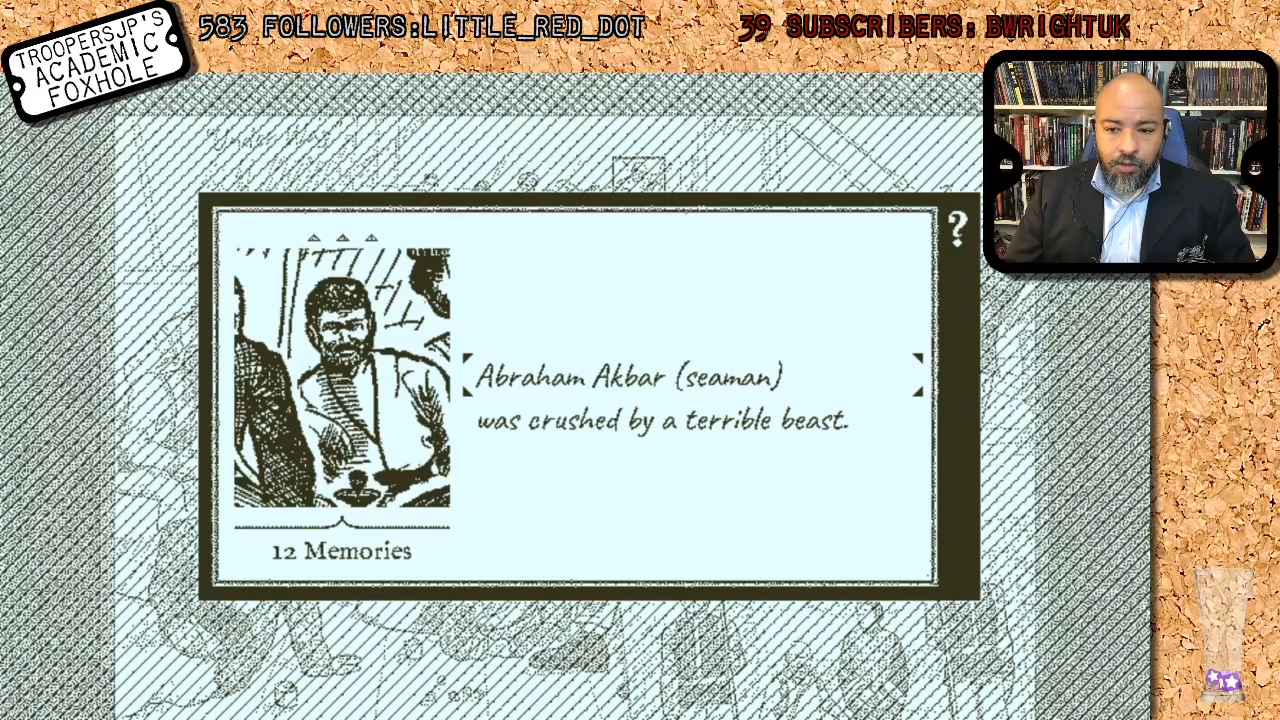 TROOPERSJP'S
ACADEMIC
FOXHOLE
583 FOLLOWERS:LITTLE_RED_DOT
39 SUBSCRIBERS: BWRIGHTUK
?
Abraham Akbar (seaman)
was crushed by a terrible beast.
12 Memories